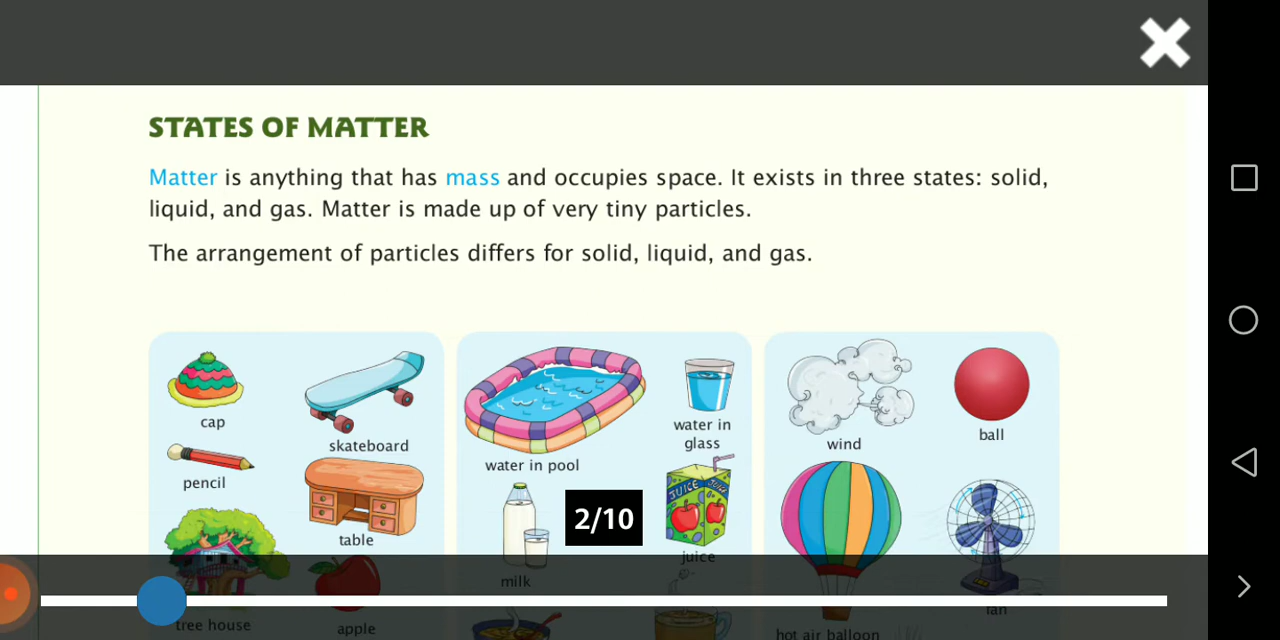 STATES OF MATTER
Matter is anything that has mass and occupies space. It exists in three states: solid,
liquid, and gas. Matter is made up of very tiny particles.
The arrangement of particles differs for solid, liquid, and gas.
cap
skateboard
pencil
table
tree house
apple
water in pool
water in
glass
JUICE
JUICE
milk
juice
wind
ball
hot air balloon
fan
2/10